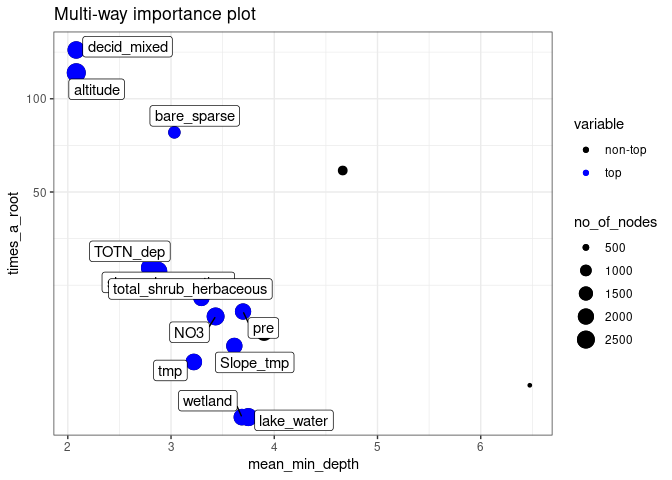 Multi-way importance plot
decid_mixed
altitude
100
bare_sparse
variable
non-top
top
50
times_a_root
no_of_nodes
500
1000
1500
2000
2500
TOTN_dep
total_shrub_herbaceous
NO3
pre
Slope_tmp
tmp
wetland
lake_water
2
3
4
5
6
mean_min_depth